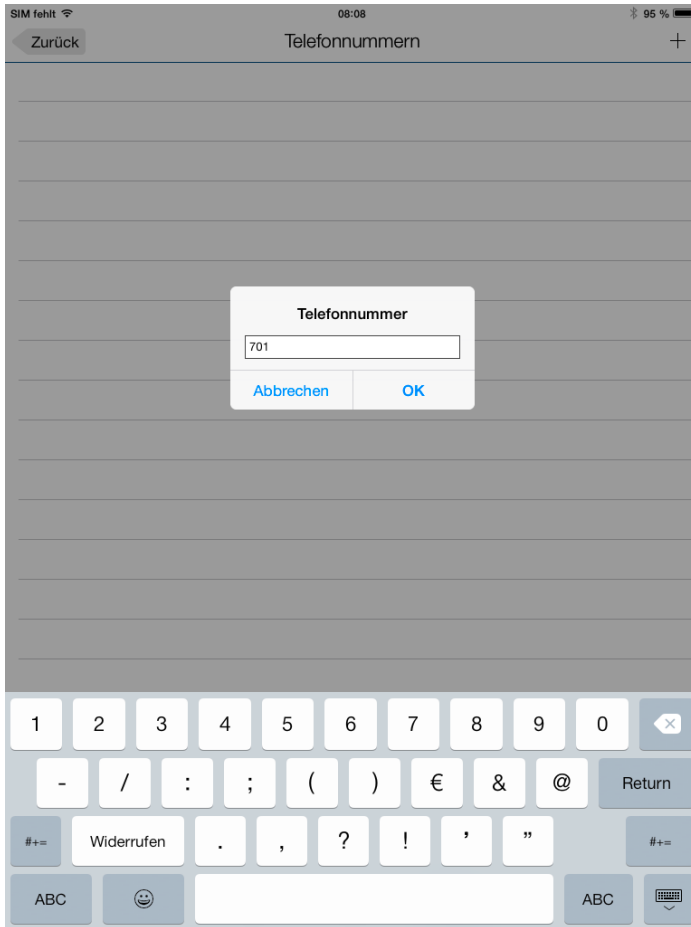 SIM fehlt 08:08 95 %
Zurück Telefonnummern +
Telefonnummer
701
Abbrechen OK
1 2 3 4 5 6 7 8 9 0
- / : ; ( ) € & @ Return
#+= Widerrufen . , ? ! ' " #+=
ABC ABC